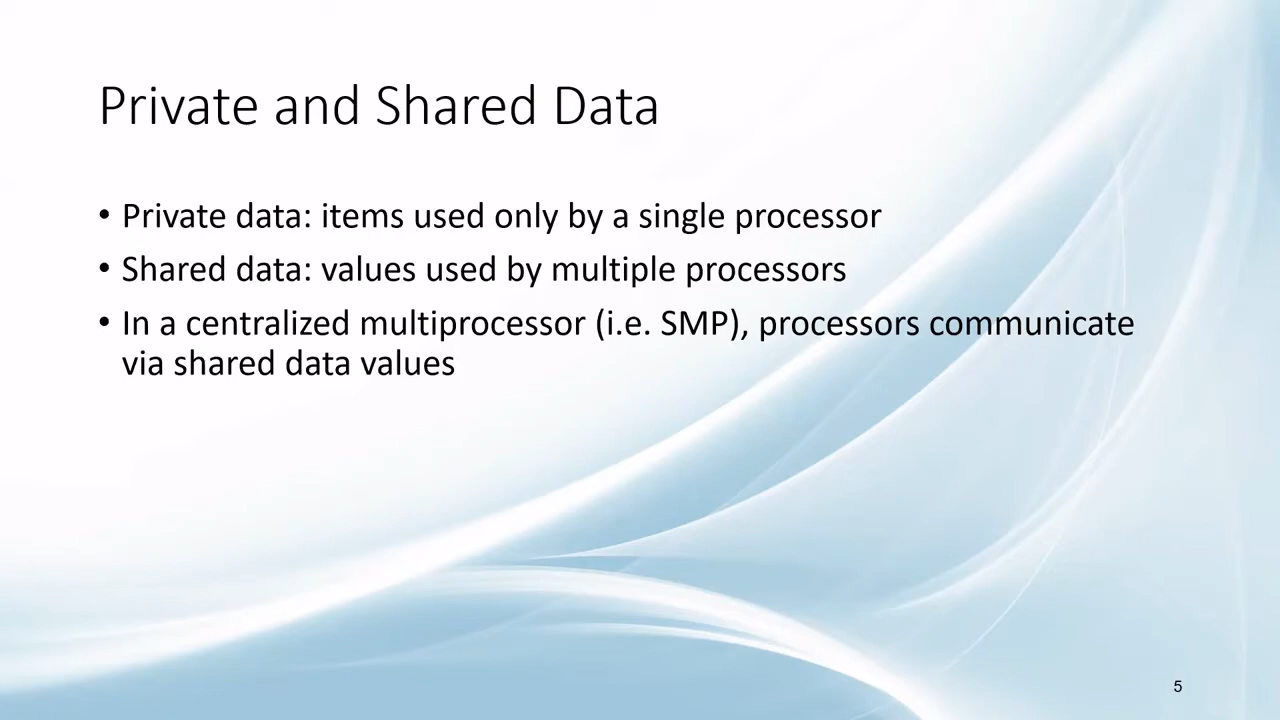 Private and Shared Data
• Private data: items used only by a single processor
• Shared data: values used by multiple processors
• In a centralized multiprocessor (i.e. SMP), processors communicate
via shared data values
5